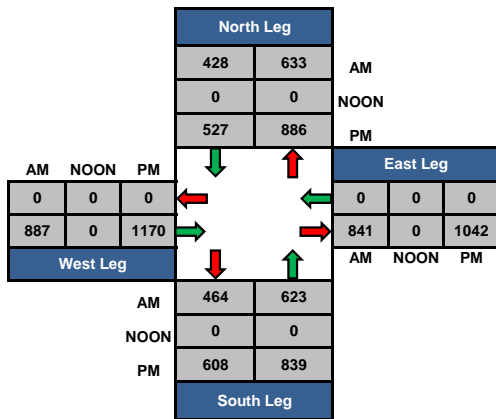 North Leg
428 633 AM
0 0 NOON
527 886 PM
AM NOON PM East Leg
0 0 0 0 0 0
887 0 1170 841 0 1042
West Leg AM NOON PM
AM 464 623
NOON 0 0
PM 608 839
South Leg